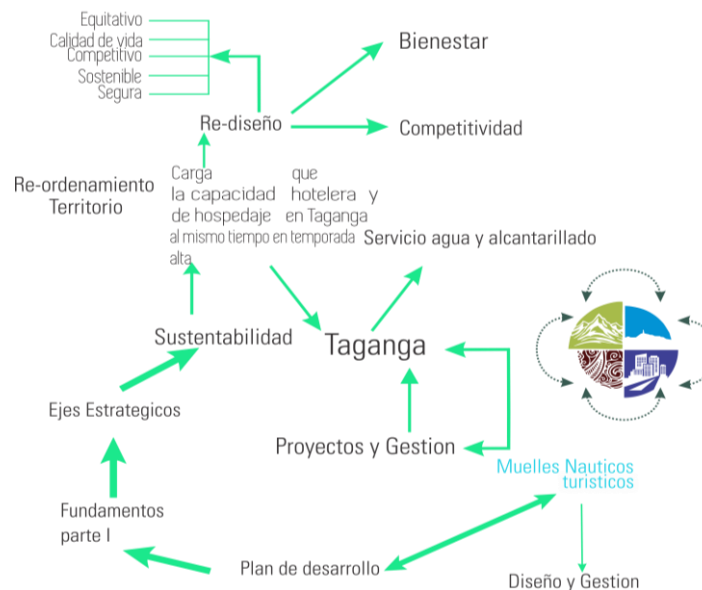 Equitativo
Calidad de vida
Competitivo
Sostenible
Segura
Bienestar
Re-diseño
Competitividad
Re-ordenamiento
Territorio
Carga que
la capacidad hotelera y
de hospedaje en Taganga
al mismo tiempo en temporada
alta
Servicio agua y alcantarillado
Sustentabilidad
Taganga
Ejes Estrategicos
Proyectos y Gestion
Muelles Nauticos
turisticos
Fundamentos
parte I
Plan de desarrollo
Diseño y Gestion